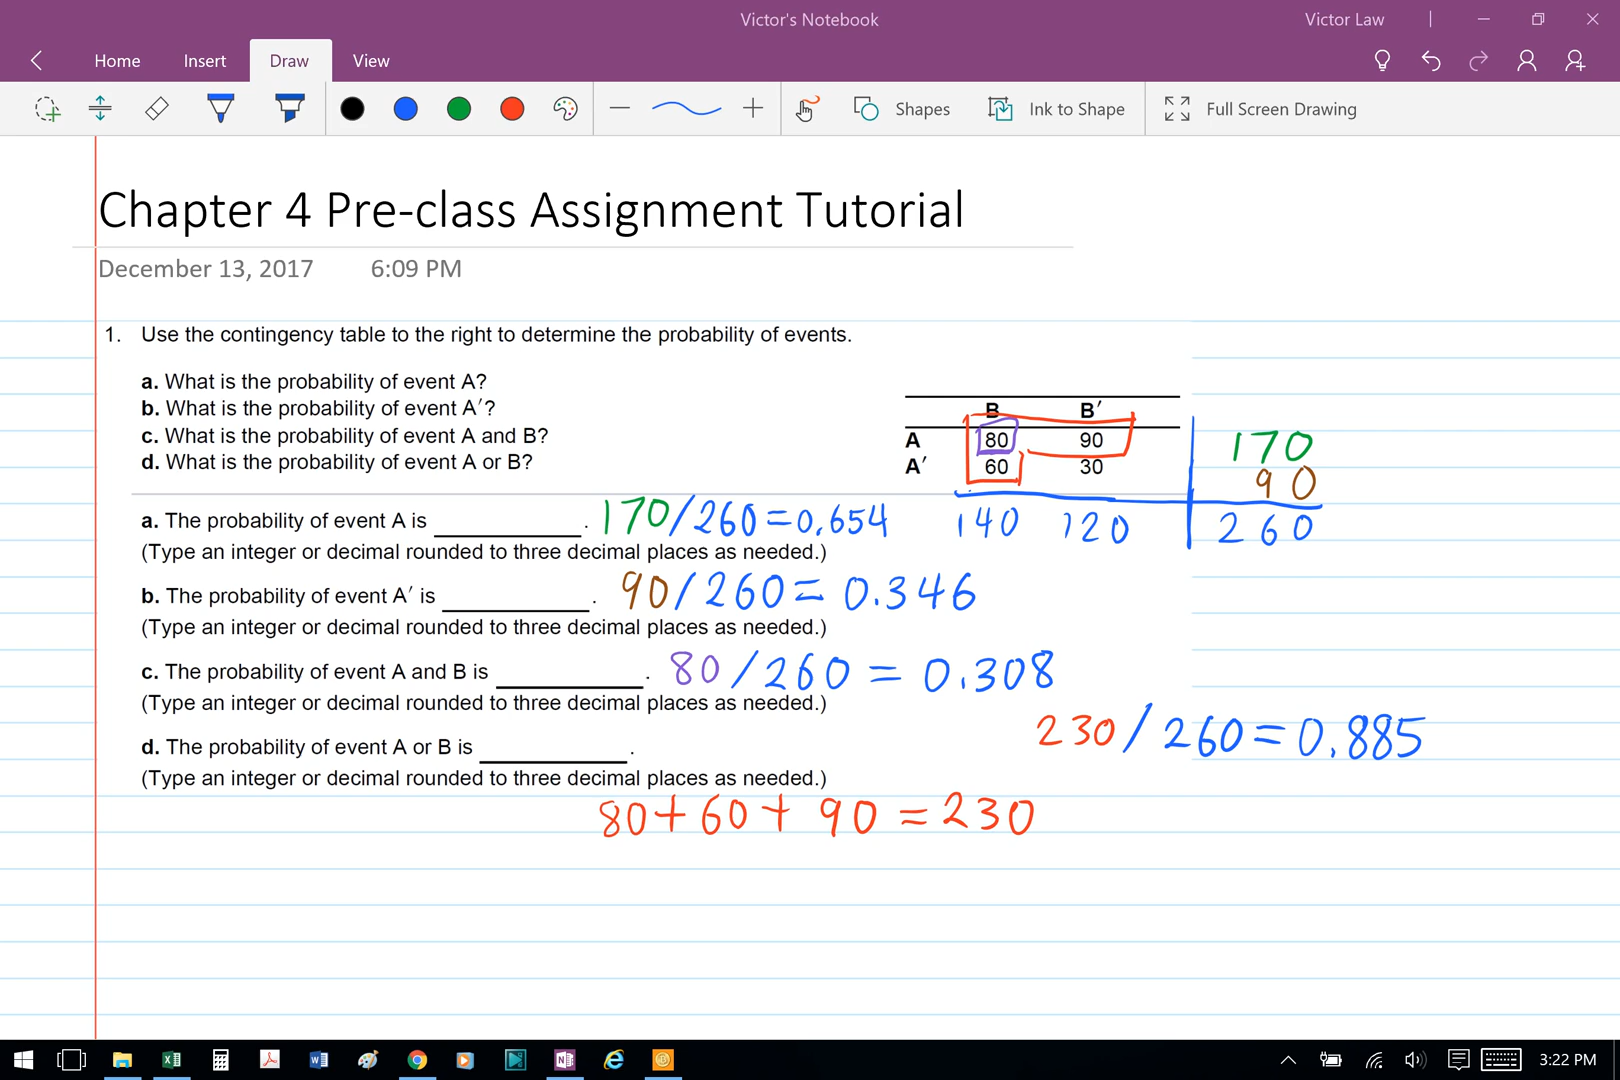 Victor's Notebook
Victor Law
Home Insert Draw View
Shapes Ink to Shape Full Screen Drawing
Chapter 4 Pre-class Assignment Tutorial
December 13, 2017 6:09 PM
1. Use the contingency table to the right to determine the probability of events.
a. What is the probability of event A?
b. What is the probability of event A′?
c. What is the probability of event A and B?
d. What is the probability of event A or B?
B B′
A 80 90 170
A′ 60 30 90
140 120 260
a. The probability of event A is ____________. 170/260=0.654
(Type an integer or decimal rounded to three decimal places as needed.)
b. The probability of event A′ is ____________. 90/260= 0.346
(Type an integer or decimal rounded to three decimal places as needed.)
c. The probability of event A and B is ____________. 80/260 = 0.308
(Type an integer or decimal rounded to three decimal places as needed.)
230/260=0.885
d. The probability of event A or B is ____________.
(Type an integer or decimal rounded to three decimal places as needed.)
80+60+ 90 =230
3:22 PM